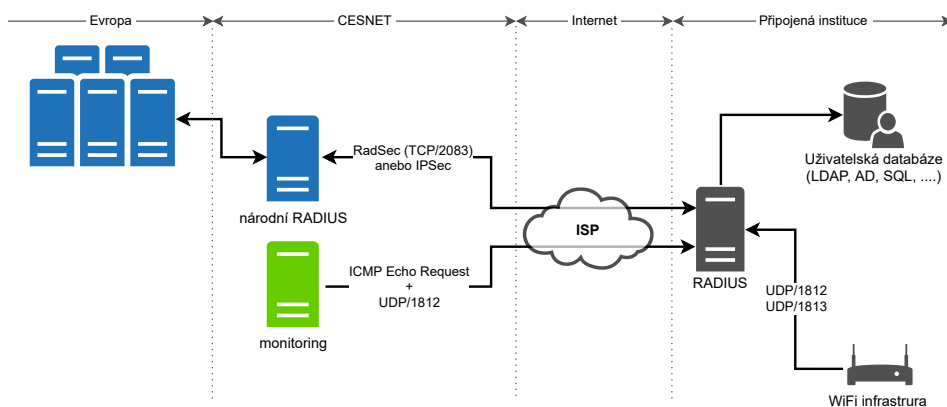 Evropa
CESNET
Internet
Připojená instituce
RadSec (TCP/2083)
anebo IPSec
národní RADIUS
ISP
Uživatelská databáze
(LDAP, AD, SQL, ....)
ICMP Echo Request
+
UDP/1812
monitoring
RADIUS
UDP/1812
UDP/1813
WiFi infrastrura